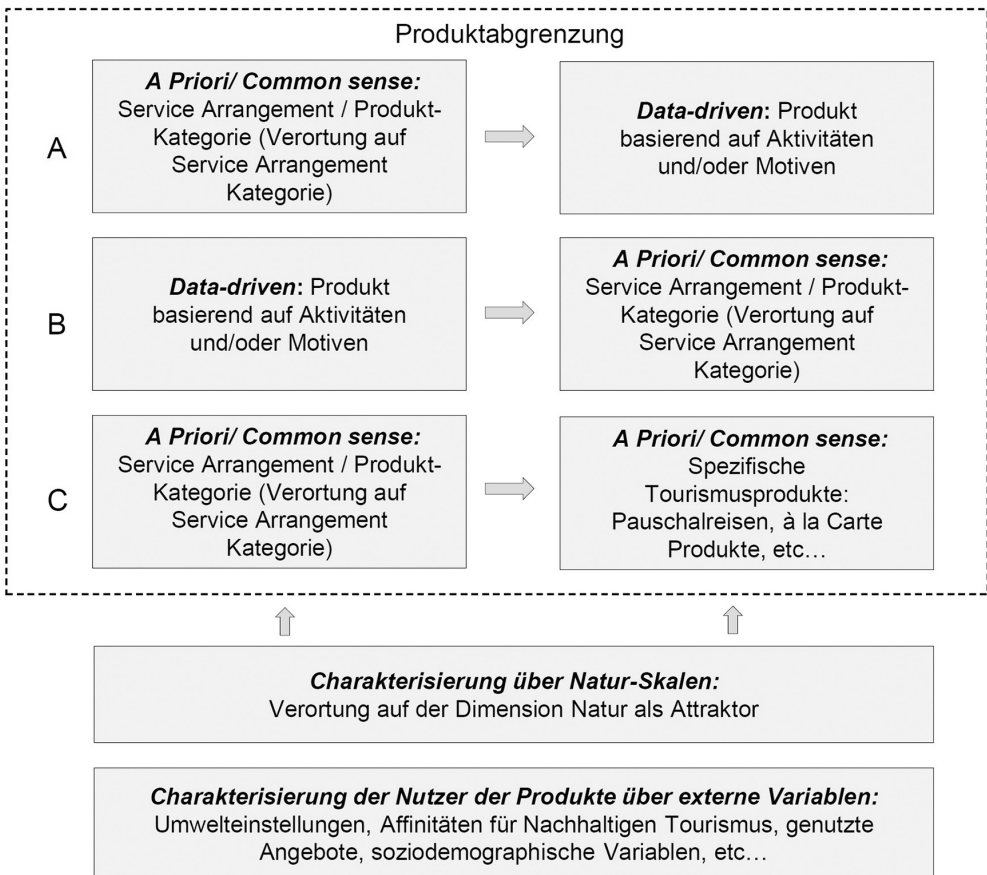 Produktabgrenzung
A
A Priori/ Common sense:
Service Arrangement / Produkt-
Kategorie (Verortung auf
Service Arrangement
Kategorie)
Data-driven: Produkt
basierend auf Aktivitäten
und/oder Motiven
B
Data-driven: Produkt
basierend auf Aktivitäten
und/oder Motiven
A Priori/ Common sense:
Service Arrangement / Produkt-
Kategorie (Verortung auf
Service Arrangement
Kategorie)
C
A Priori/ Common sense:
Service Arrangement / Produkt-
Kategorie (Verortung auf
Service Arrangement
Kategorie)
A Priori/ Common sense:
Spezifische
Tourismusprodukte:
Pauschalreisen, à la Carte
Produkte, etc…
Charakterisierung über Natur-Skalen:
Verortung auf der Dimension Natur als Attraktor
Charakterisierung der Nutzer der Produkte über externe Variablen:
Umwelteinstellungen, Affinitäten für Nachhaltigen Tourismus, genutzte
Angebote, soziodemographische Variablen, etc…